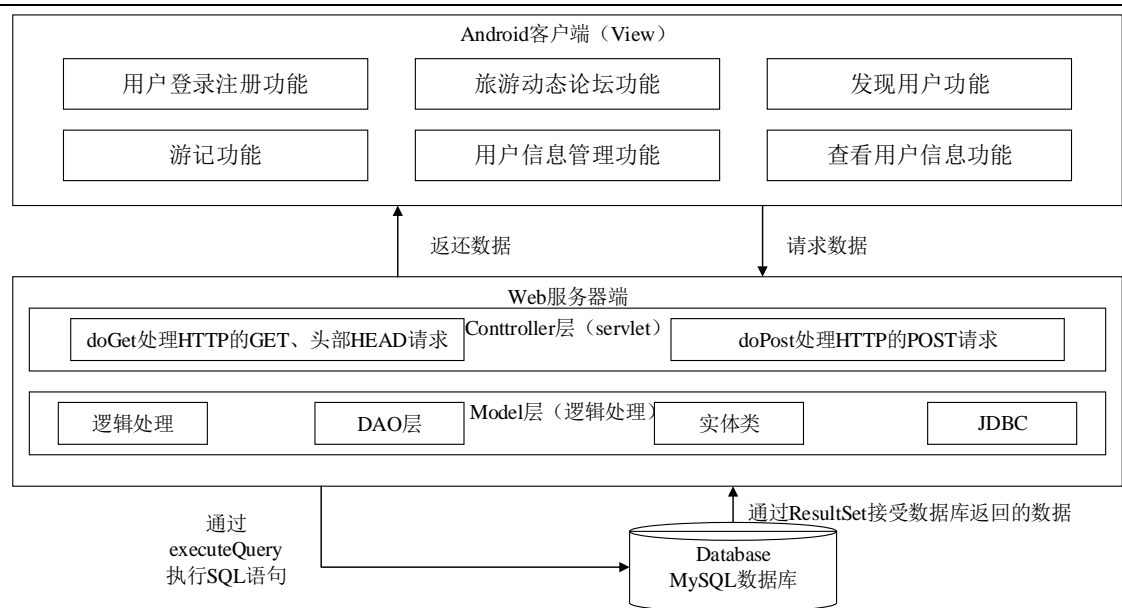 Android客户端（View）
用户登录注册功能
旅游动态论坛功能
发现用户功能
游记功能
用户信息管理功能
查看用户信息功能
返还数据
请求数据
Web服务器端
Conttroller层（servlet）
doGet处理HTTP的GET、头部HEAD请求
doPost处理HTTP的POST请求
Model层（逻辑处理）
逻辑处理
DAO层
实体类
JDBC
通过
executeQuery
执行SQL语句
通过ResultSet接受数据库返回的数据
Database
MySQL数据库